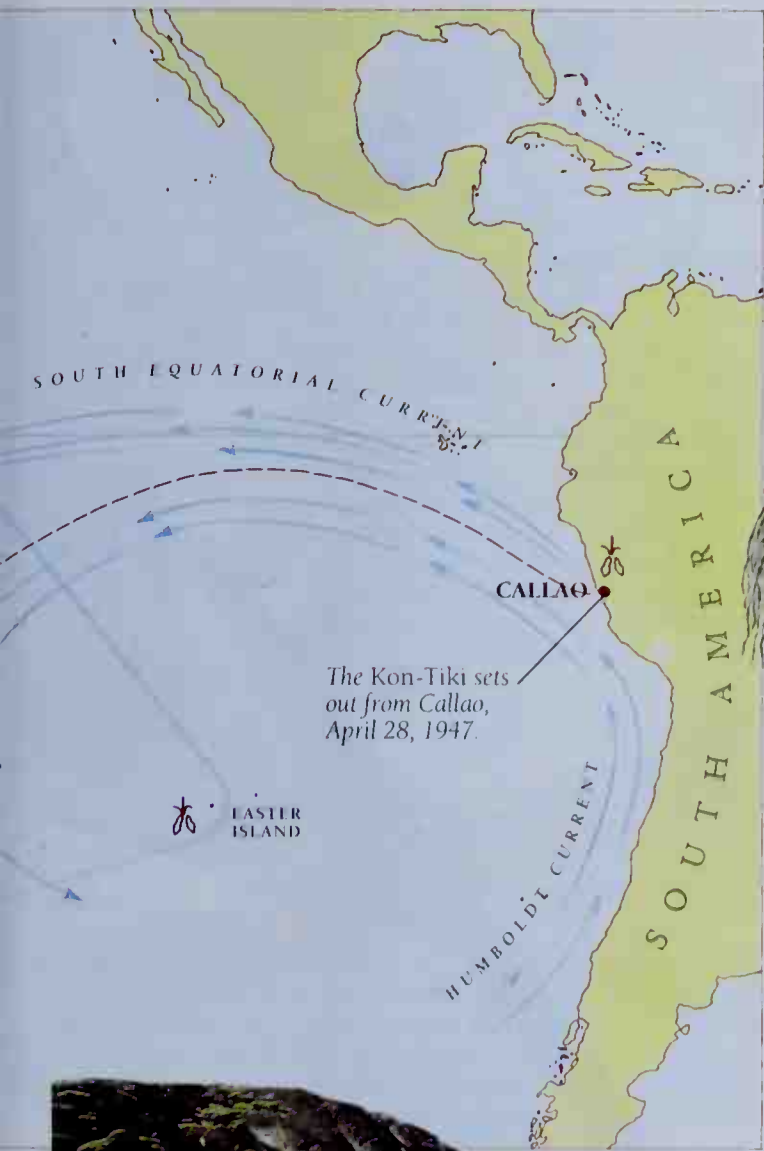 SOUTH EQUATORIAL CURRENT
CALLAO
The Kon-Tiki sets
out from Callao,
April 28, 1947.
SOUTH AMERICA
EASTER
ISLAND
HUMBOLDT CURRENT